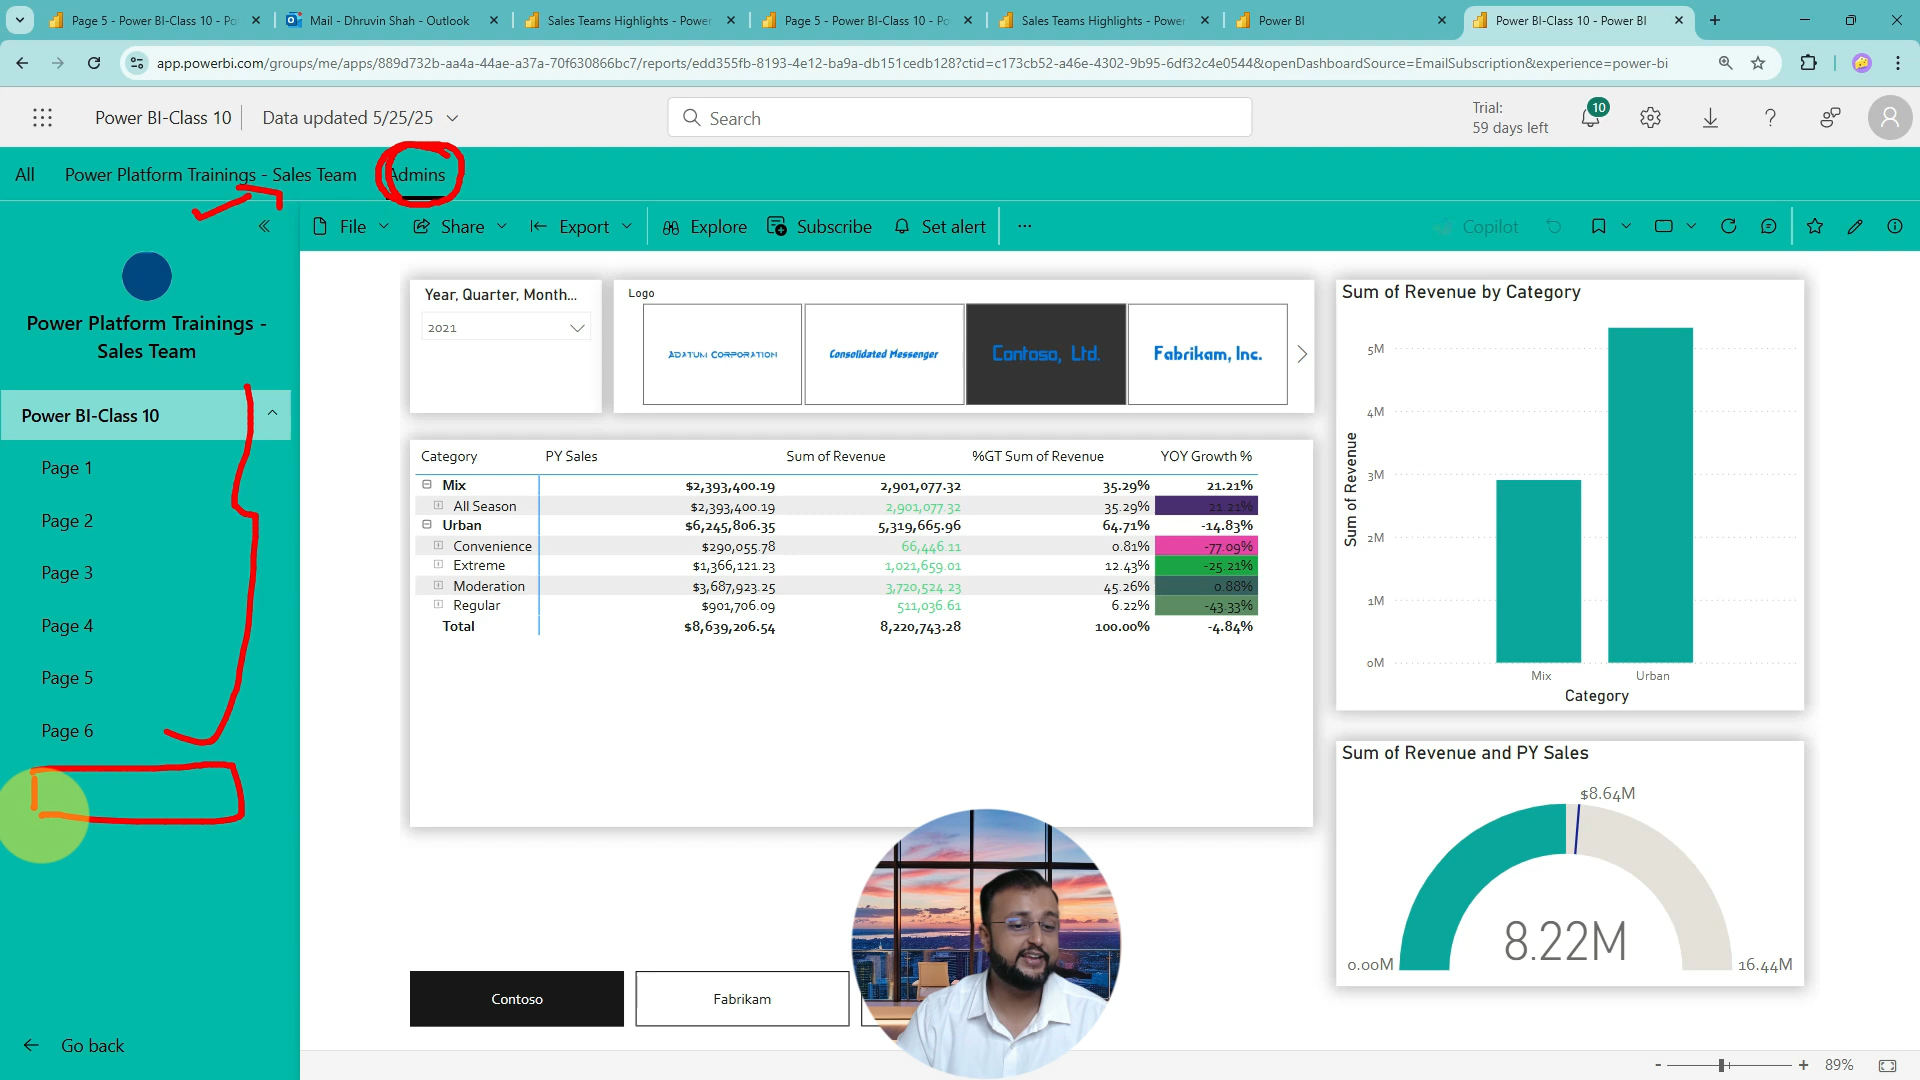 Page 5 - Power BI-Class 10 - Po
Mail - Dhruvin Shah - Outlook
Sales Teams Highlights - Power
Page 5 - Power BI-Class 10 - Po
Sales Teams Highlights - Power
Power BI
Power BI-Class 10 - Power BI
app.powerbi.com/groups/me/apps/889d732b-aa4a-44ae-a37a-70f630866bc7/reports/edd355fb-8193-4e12-ba9a-db151cedb128?ctid=c173cb52-a46e-4302-9b95-6df32c4e0544&openDashboardSource=EmailSubscription&experience=power-bi
Power BI-Class 10
Data updated 5/25/25
Search
Trial:
59 days left
10
All
Power Platform Trainings - Sales Team
Admins
File
Share
Export
Explore
Subscribe
Set alert
Copilot
Power Platform Trainings -
Sales Team
Power BI-Class 10
Page 1
Page 2
Page 3
Page 4
Page 5
Page 6
Go back
Year, Quarter, Month...
2021
Logo
Adatum Corporation
Consolidated Messenger
Contoso, Ltd.
Fabrikam, Inc.
Category PY Sales Sum of Revenue %GT Sum of Revenue YOY Growth %
Mix $2,393,400.19 2,901,077.32 35.29% 21.21%
All Season $2,393,400.19 2,901,077.32 35.29% 21.21%
Urban $6,245,806.35 5,319,665.96 64.71% -14.83%
Convenience $290,055.78 66,446.11 0.81% -77.09%
Extreme $1,366,121.23 1,021,659.01 12.43% -25.21%
Moderation $3,687,923.25 3,720,524.23 45.26% 0.88%
Regular $901,706.09 511,036.61 6.22% -43.33%
Total $8,639,206.54 8,220,743.28 100.00% -4.84%
Contoso
Fabrikam
Sum of Revenue by Category
Sum of Revenue
5M
4M
3M
2M
1M
0M
Mix
Urban
Category
Sum of Revenue and PY Sales
$8.64M
8.22M
0.00M
16.44M
89%